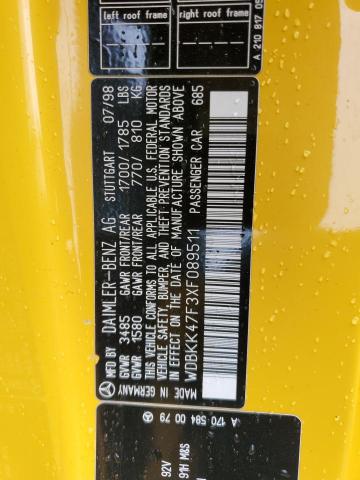 DAIMLER-BENZ AG STUTTGART 07/98
GVWR 3485 GAWR FRONT/REAR 1700/ 1785 LBS
GVWR 1580 GAWR FRONT/REAR 770/ 810 KG
THIS VEHICLE CONFORMS TO ALL APPLICABLE U.S. FEDERAL MOTOR
VEHICLE SAFETY, BUMPER, AND THEFT-PREVENTION STANDARDS
IN EFFECT ON THE DATE OF MANUFACTURE SHOWN ABOVE
WDBKK47F3XF089511 PASSENGER CAR 685
MADE IN GERMANY
left roof frame
right roof frame
A 210 817 05
A 170 584 00 79
92V
91H M&S